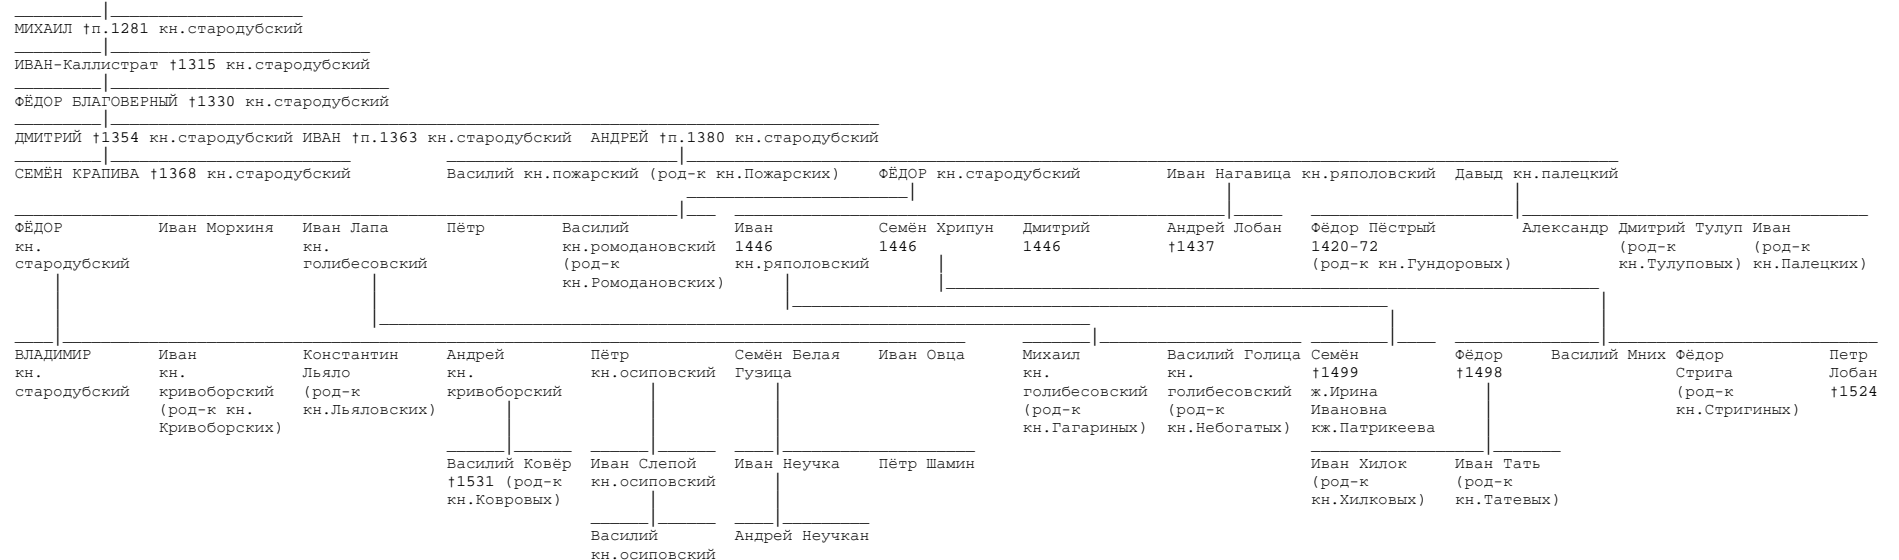 МИХАИЛ †п.1281 кн.стародубский
ИВАН-Каллистрат †1315 кн.стародубский
ФЁДОР БЛАГОВЕРНЫЙ †1330 кн.стародубский
ДМИТРИЙ †1354 кн.стародубский ИВАН †п.1363 кн.стародубский АНДРЕЙ †п.1380 кн.стародубский
СЕМЁН КРАПИВА †1368 кн.стародубский Василий кн.пожарский (род-к кн.Пожарских) ФЁДОР кн.стародубский Иван Нагавица кн.ряполовский Давыд кн.палецкий
ФЁДОР Иван Морхиня Иван Лапа Пётр Василий Иван Семён Хрипун Дмитрий Андрей Лобан Фёдор Пёстрый Александр Дмитрий Тулуп Иван
кн. кн. кн.ромодановский 1446 1446 1446 †1437 1420-72 (род-к (род-к
стародубский голибесовский (род-к кн.ряполовский (род-к кн.Гундоровых) кн.Тулуповых) кн.Палецких)
кн.Ромодановских)
ВЛАДИМИР Иван Константин Андрей Пётр Семён Белая Иван Овца Михаил Василий Голица Семён Фёдор Василий Мних Фёдор Петр
кн. кн. Льяло кн. кн.осиповский Гузица кн. кн. †1499 †1498 Стрига Лобан
стародубский кривоборский (род-к кривоборский голибесовский голибесовский ж.Ирина (род-к †1524
(род-к кн. кн.Льяловских) (род-к (род-к Ивановна кн.Стригиных)
Кривоборских) кн.Гагариных) кн.Небогатых) кж.Патрикеева
Василий Ковёр Иван Слепой Иван Неучка Пётр Шамин Иван Хилок Иван Тать
†1531 (род-к кн.осиповский (род-к (род-к
кн.Ковровых) кн.Хилковых) кн.Татевых)
Василий Андрей Неучкан
кн.осиповский